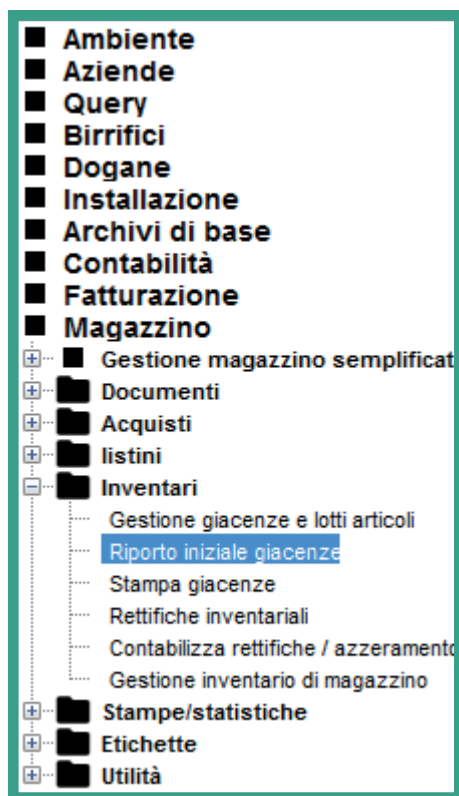 Ambiente
Aziende
Query
Birrifici
Dogane
Installazione
Archivi di base
Contabilità
Fatturazione
Magazzino
Gestione magazzino semplificat
Documenti
Acquisti
listini
Inventari
Gestione giacenze e lotti articoli
Riporto iniziale giacenze
Stampa giacenze
Rettifiche inventariali
Contabilizza rettifiche / azzeramento
Gestione inventario di magazzino
Stampe/statistiche
Etichette
Utilità